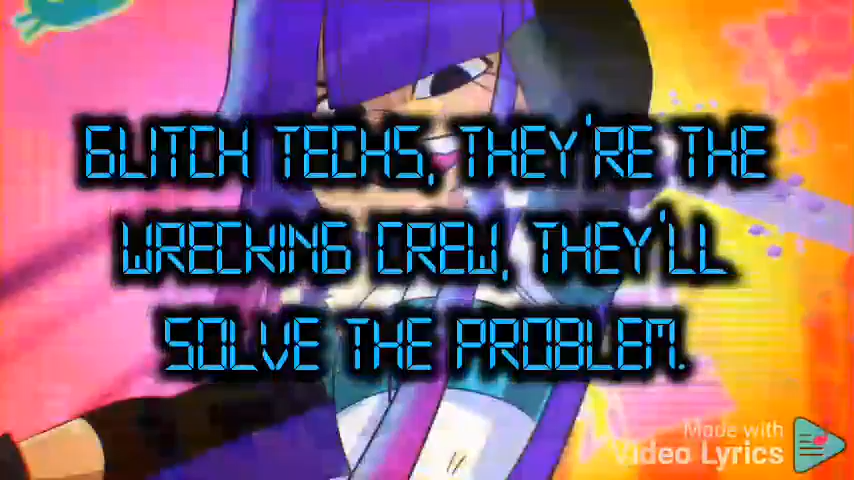 GLITCH TECHS, THEY'RE THE
WRECKING CREW, THEY'LL
SOLVE THE PROBLEM.
Made with
Video Lyrics